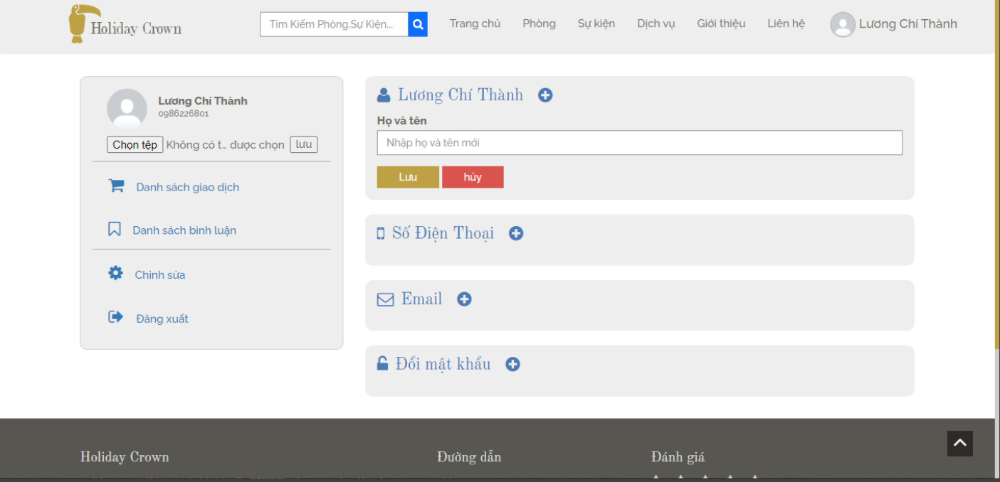 Holiday Crown
Tìm Kiếm Phòng,Sự Kiện...
Trang chủ
Phòng
Sự kiện
Dịch vụ
Giới thiệu
Liên hệ
Lương Chí Thành
Lương Chí Thành
0986226801
Chọn tệp Không có t... được chọn lưu
Danh sách giao dịch
Danh sách bình luận
Chỉnh sửa
Đăng xuất
Lương Chí Thành
Họ và tên
Nhập họ và tên mới
Lưu
hủy
Số Điện Thoại
Email
Đổi mật khẩu
Holiday Crown
Đường dẫn
Đánh giá